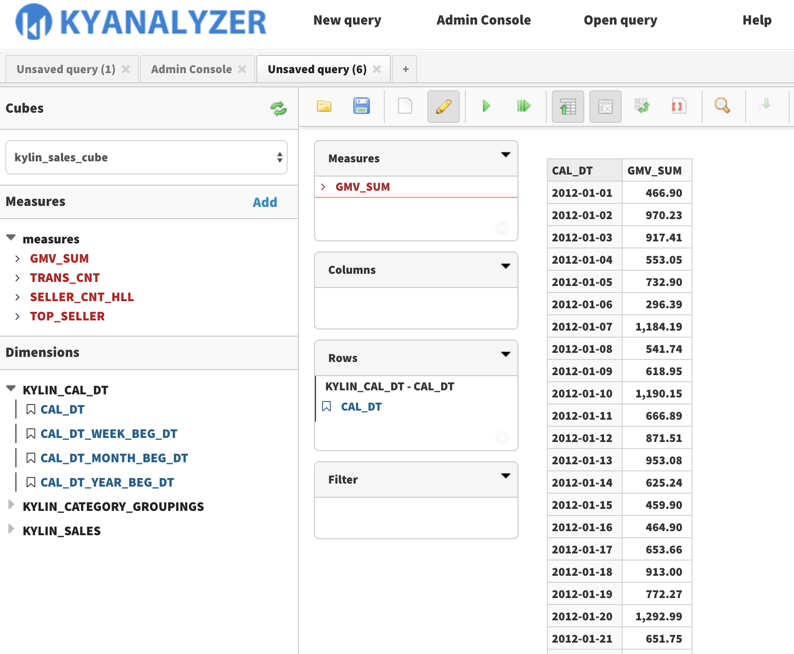 KYANALYZER
New query
Admin Console
Open query
Help
Unsaved query (1) ×
Admin Console ×
Unsaved query (6) ×
+
Cubes
kylin_sales_cube
Measures Add
measures
GMV_SUM
TRANS_CNT
SELLER_CNT_HLL
TOP_SELLER
Dimensions
KYLIN_CAL_DT
CAL_DT
CAL_DT_WEEK_BEG_DT
CAL_DT_MONTH_BEG_DT
CAL_DT_YEAR_BEG_DT
KYLIN_CATEGORY_GROUPINGS
KYLIN_SALES
Measures
GMV_SUM
Columns
Rows
KYLIN_CAL_DT - CAL_DT
CAL_DT
Filter
CAL_DT GMV_SUM
2012-01-01 466.90
2012-01-02 970.23
2012-01-03 917.41
2012-01-04 553.05
2012-01-05 732.90
2012-01-06 296.39
2012-01-07 1,184.19
2012-01-08 541.74
2012-01-09 618.95
2012-01-10 1,190.15
2012-01-11 666.89
2012-01-12 871.51
2012-01-13 953.08
2012-01-14 625.24
2012-01-15 459.90
2012-01-16 464.90
2012-01-17 653.66
2012-01-18 913.00
2012-01-19 772.27
2012-01-20 1,292.99
2012-01-21 651.75